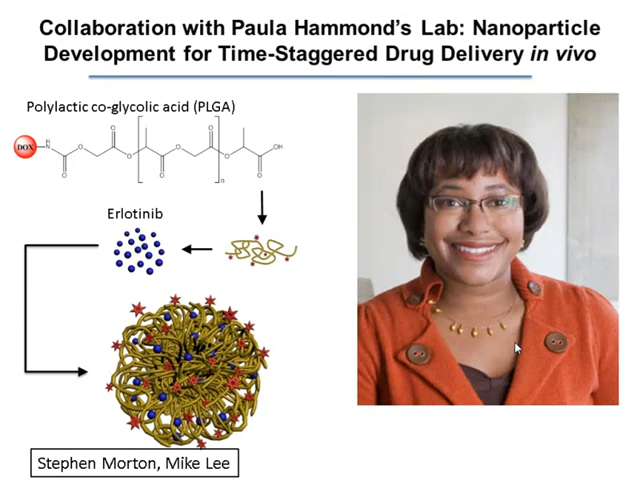 Collaboration with Paula Hammond’s Lab: Nanoparticle
Development for Time-Staggered Drug Delivery in vivo
Polylactic co-glycolic acid (PLGA)
DOX
H
N
O
O
O
O
O
O
O
O
OH
O
n
Erlotinib
Stephen Morton, Mike Lee